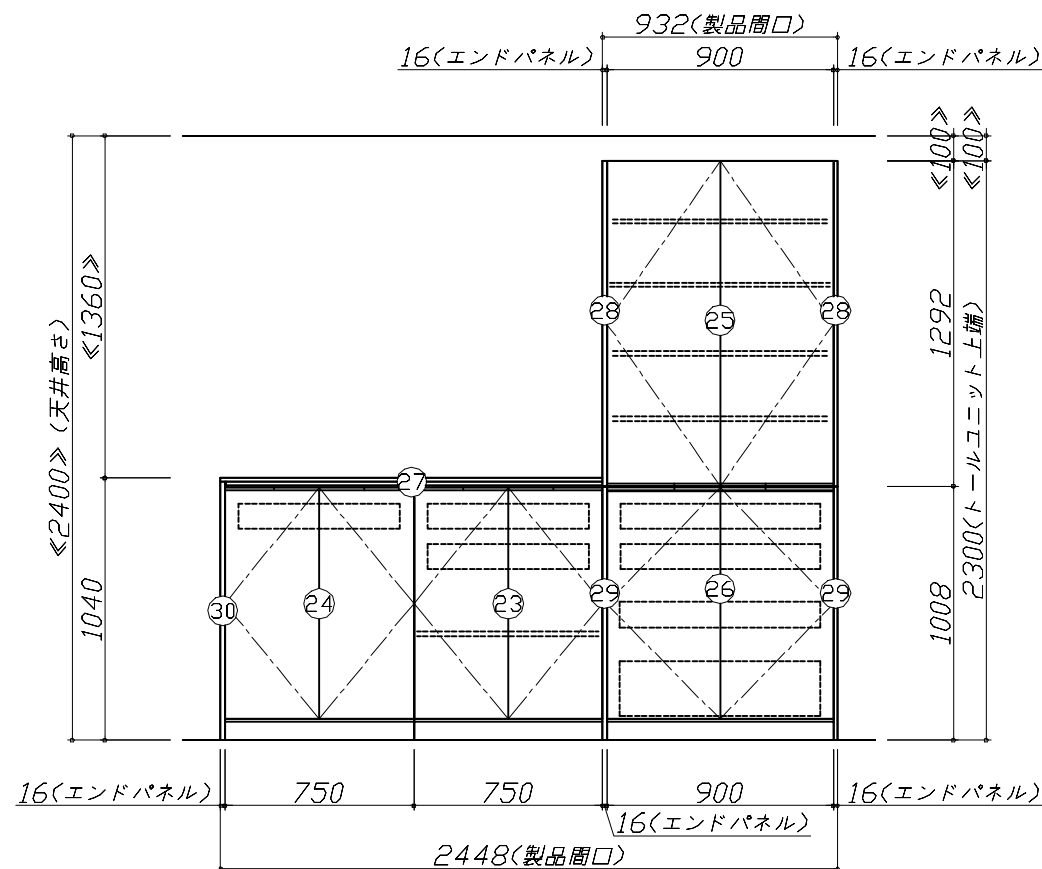 932(製品間口)
16(エンドパネル) 900 16(エンドパネル)
≪100≫ ≪100≫
≪1360≫
≪2400≫(天井高さ)
1292
2300(トールユニット上端)
28 25 28
27
30 24 23 29 26 29
1040
1008
16(エンドパネル) 750 750 900 16(エンドパネル)
16(エンドパネル)
2448(製品間口)